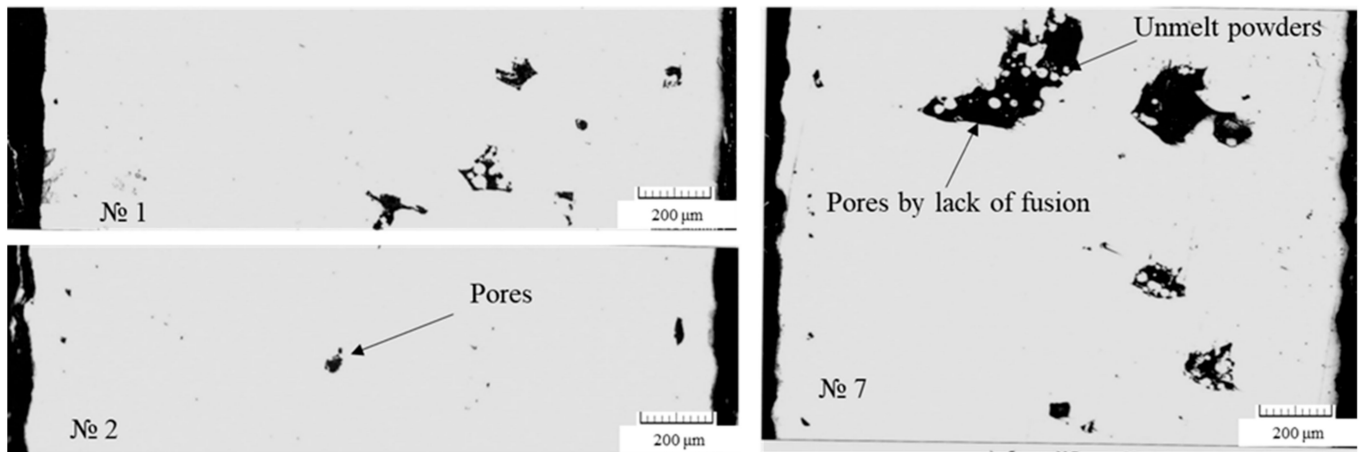 № 1
200 µm
Pores
№ 2
200 µm
Unmelt powders
Pores by lack of fusion
№ 7
200 µm